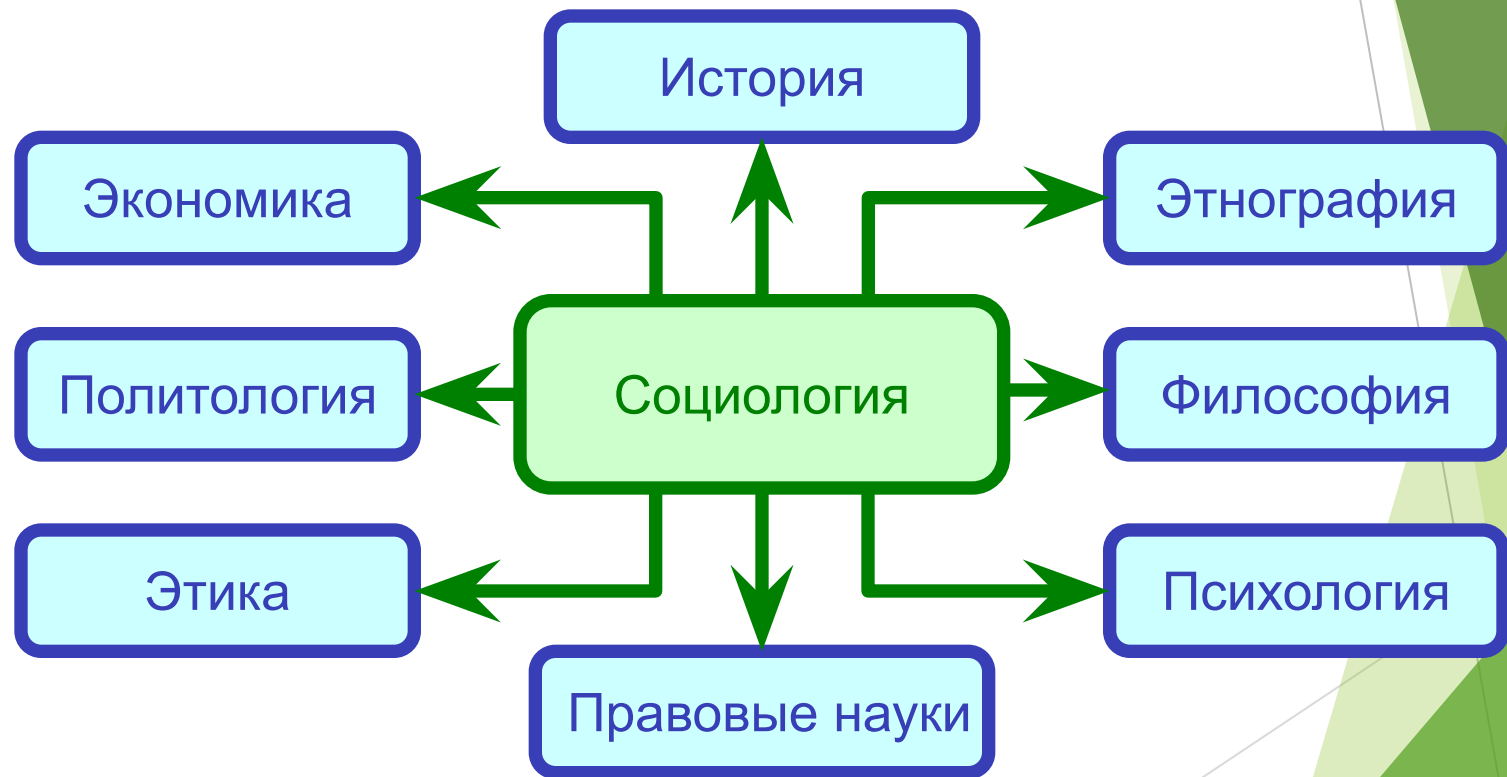 История
Экономика
Этнография
Политология
Социология
Философия
Этика
Психология
Правовые науки